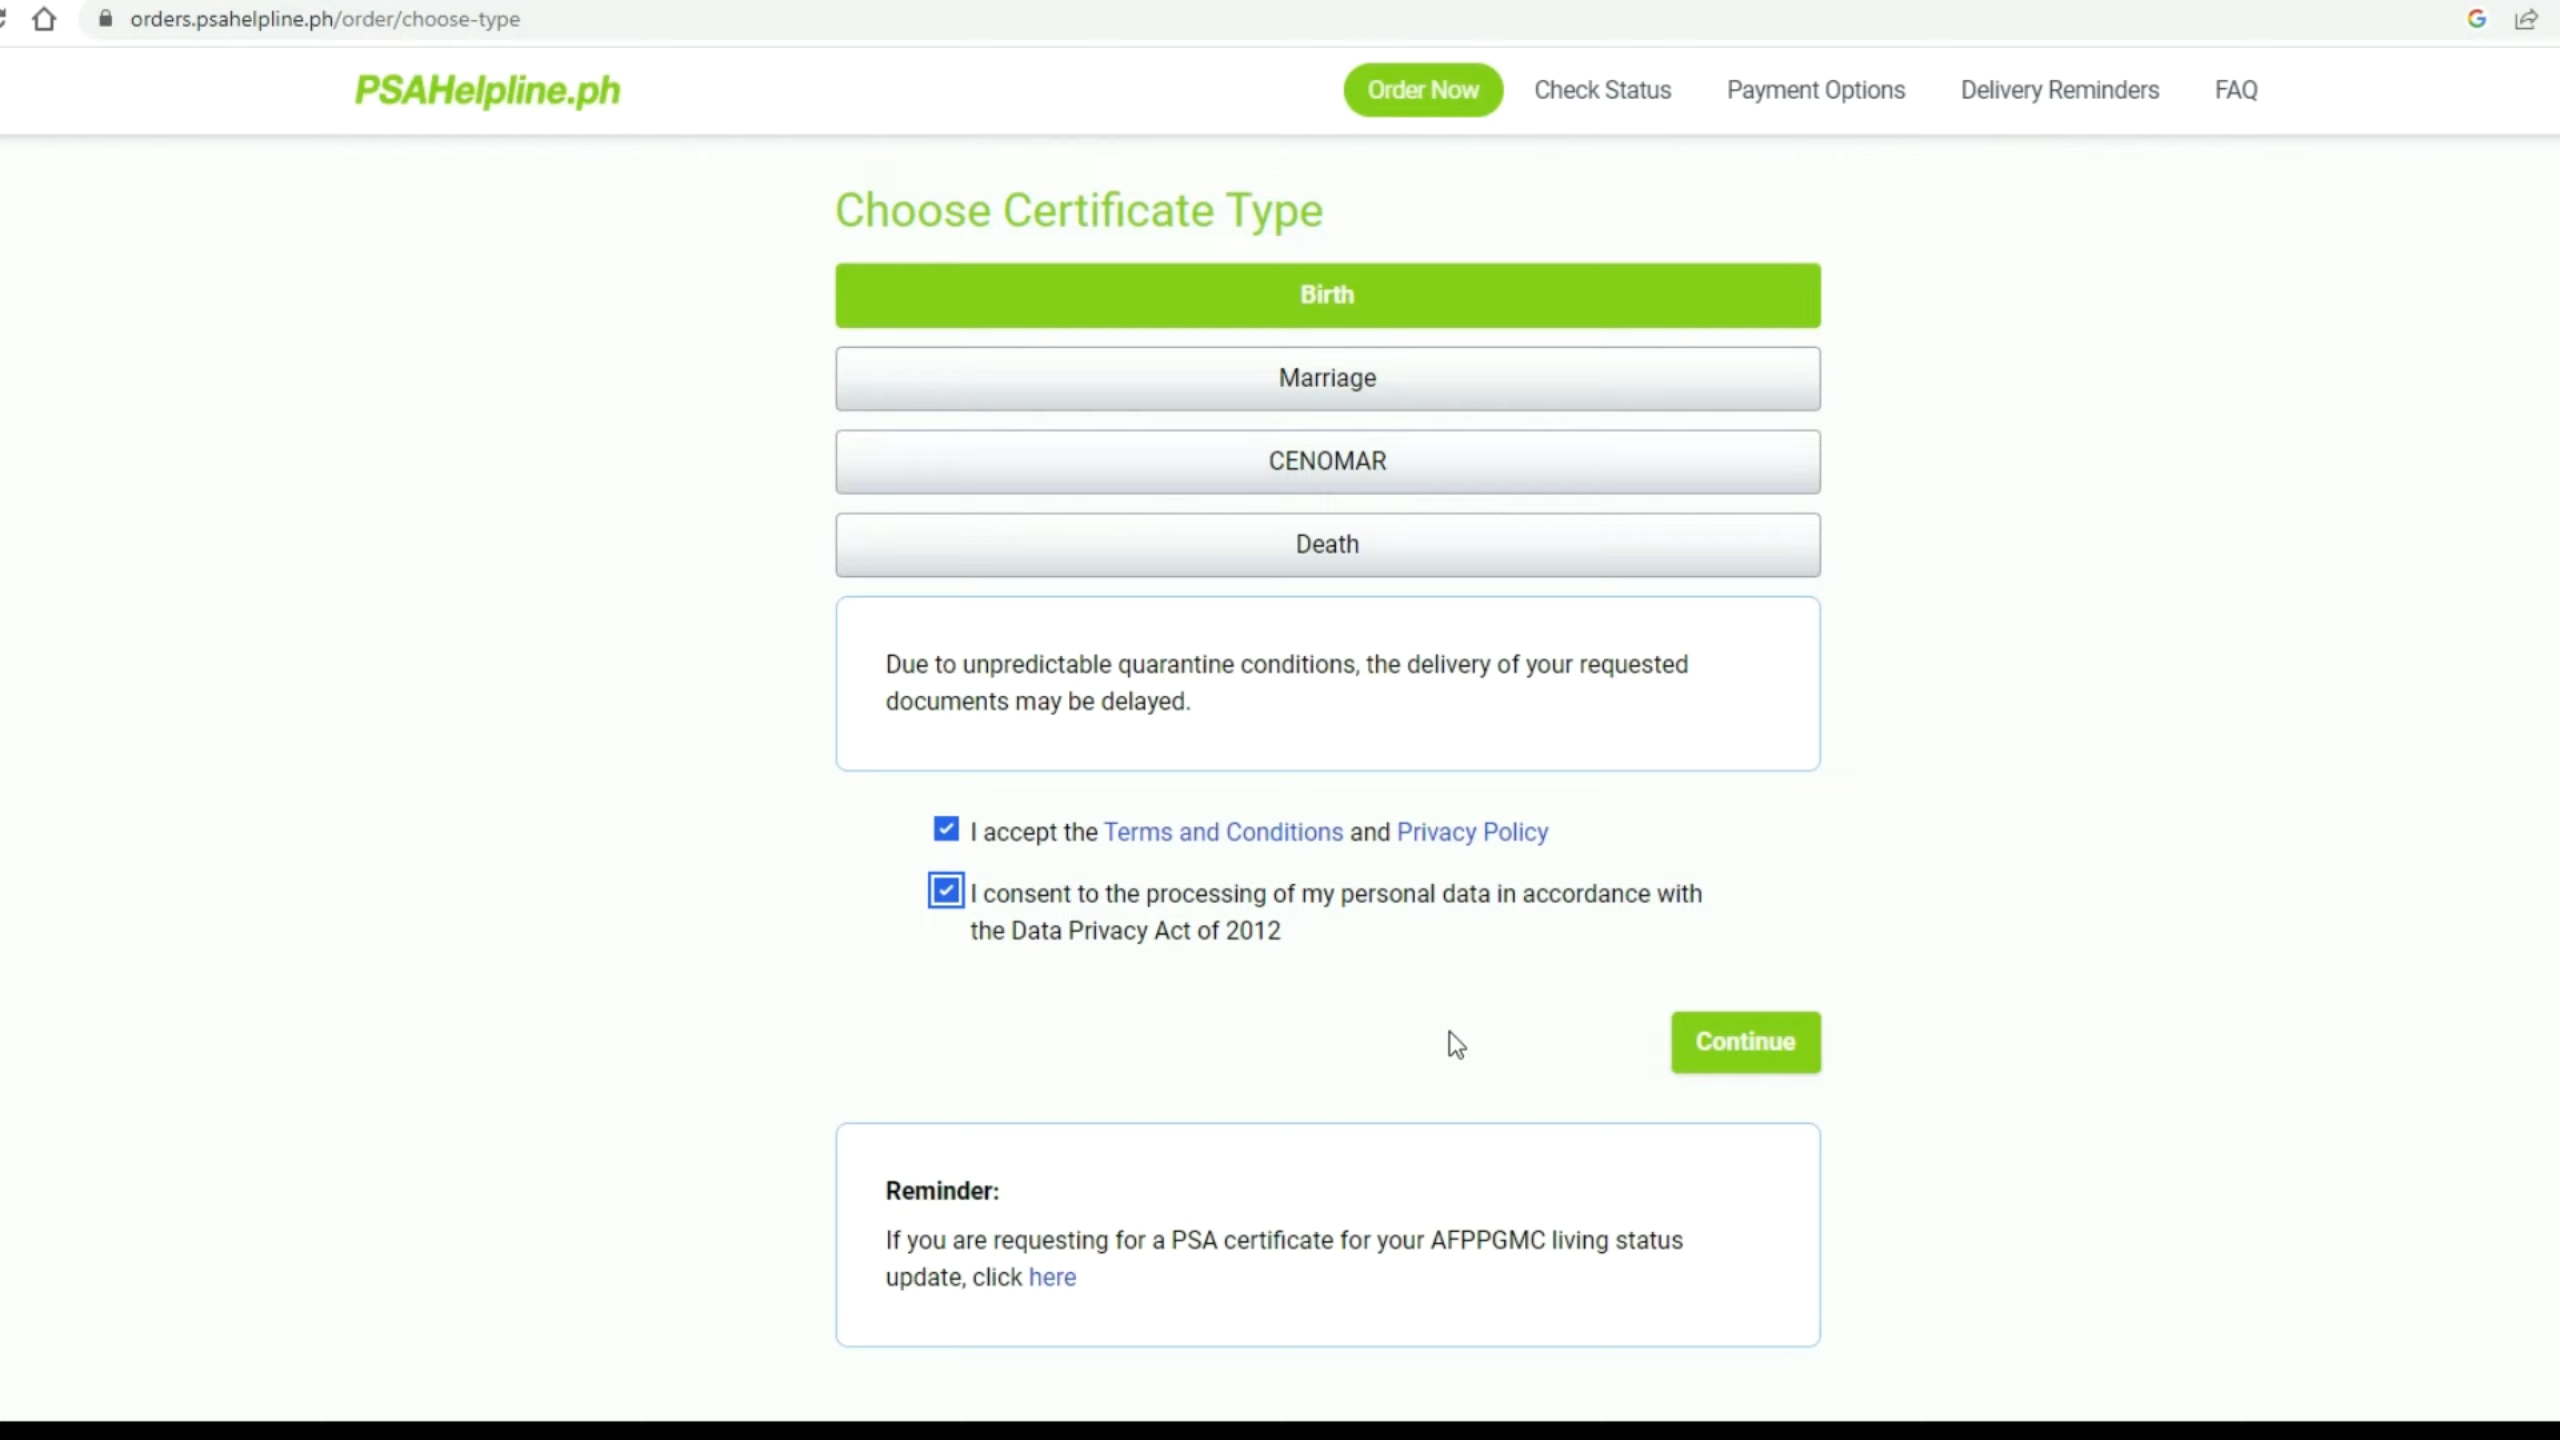 orders.psahelpline.ph/order/choose-type
PSAHelpline.ph
Order Now
Check Status
Payment Options
Delivery Reminders
FAQ
Choose Certificate Type
Birth
Marriage
CENOMAR
Death
Due to unpredictable quarantine conditions, the delivery of your requested
documents may be delayed.
I accept the Terms and Conditions and Privacy Policy
I consent to the processing of my personal data in accordance with
the Data Privacy Act of 2012
Continue
Reminder:
If you are requesting for a PSA certificate for your AFPPGMC living status
update, click here